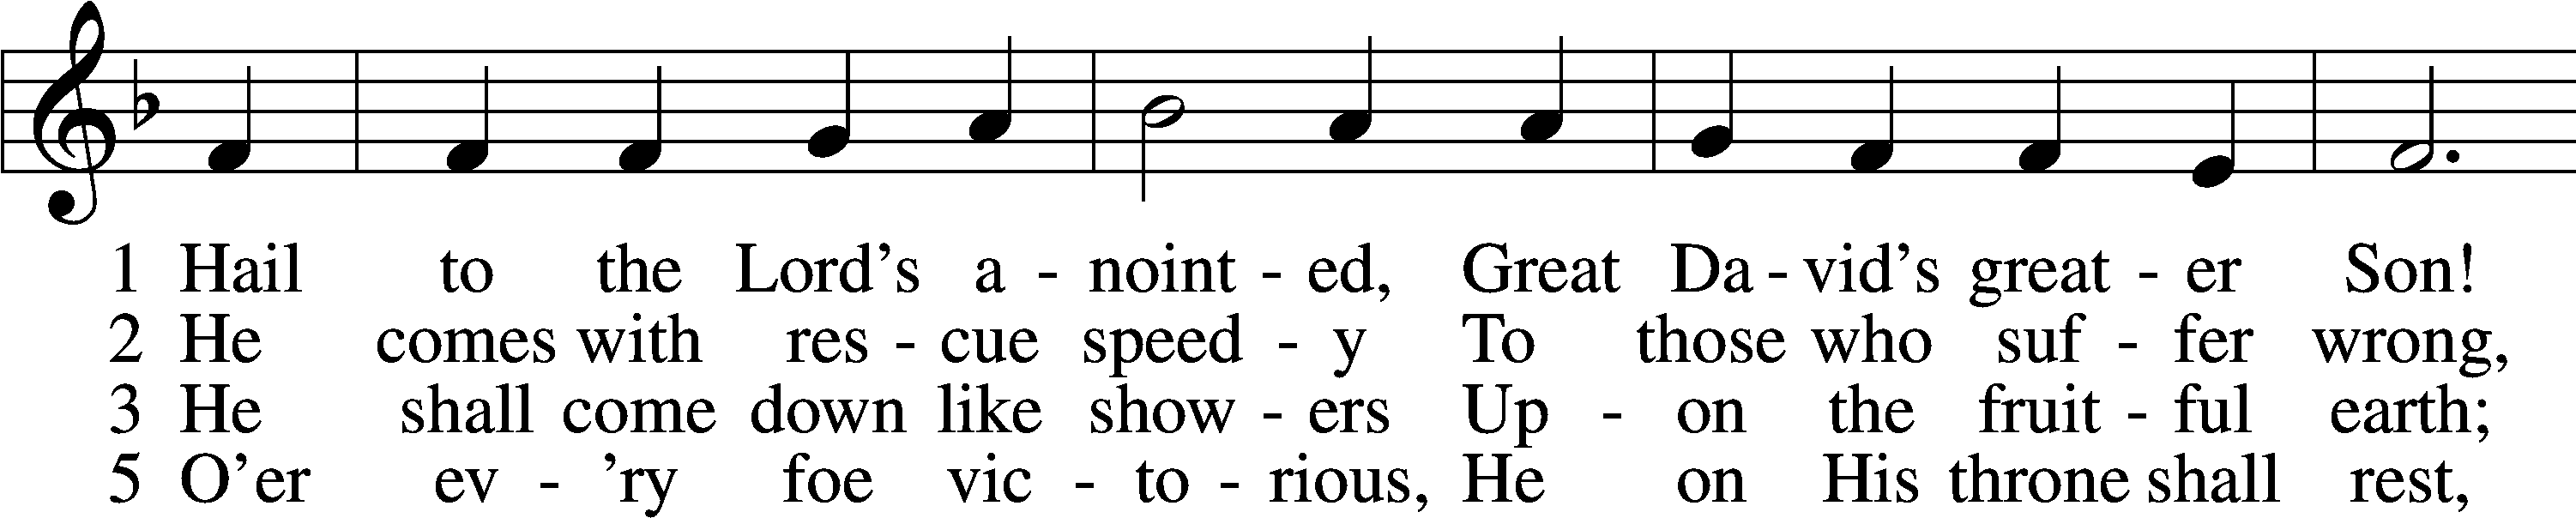 1 Hail to the Lord's a - noint - ed, Great Da - vid's great - er Son!
2 He comes with res - cue speed - y To those who suf - fer wrong,
3 He shall come down like show - ers Up - on the fruit - ful earth;
5 O'er ev - 'ry foe vic - to - rious, He on His throne shall rest,